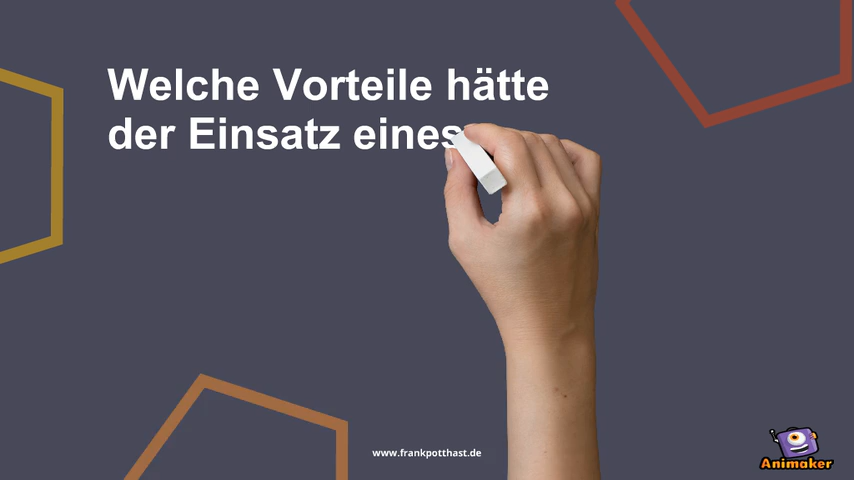 Welche Vorteile hätte
der Einsatz eines
www.frankpotthast.de
Animaker